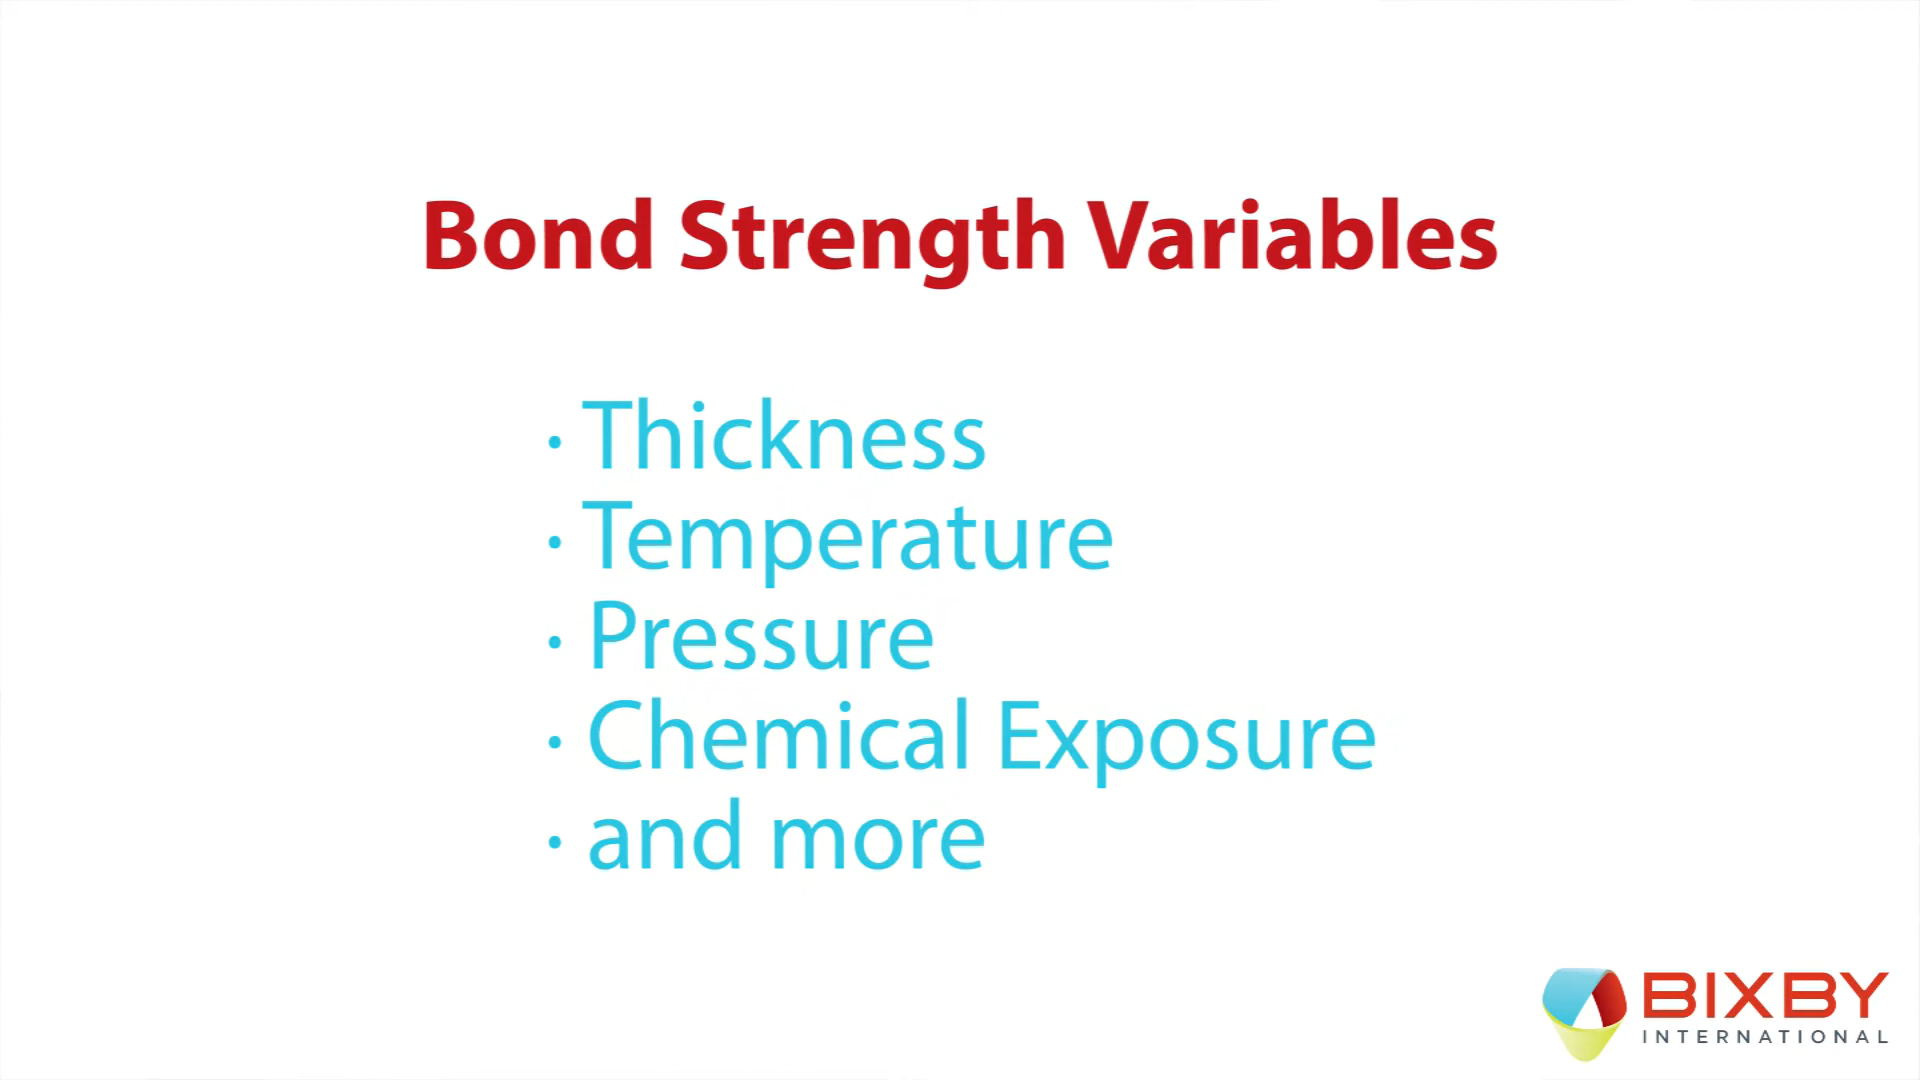 Bond Strength Variables
· Thickness
· Temperature
· Pressure
· Chemical Exposure
· and more
BIXBY
INTERNATIONAL